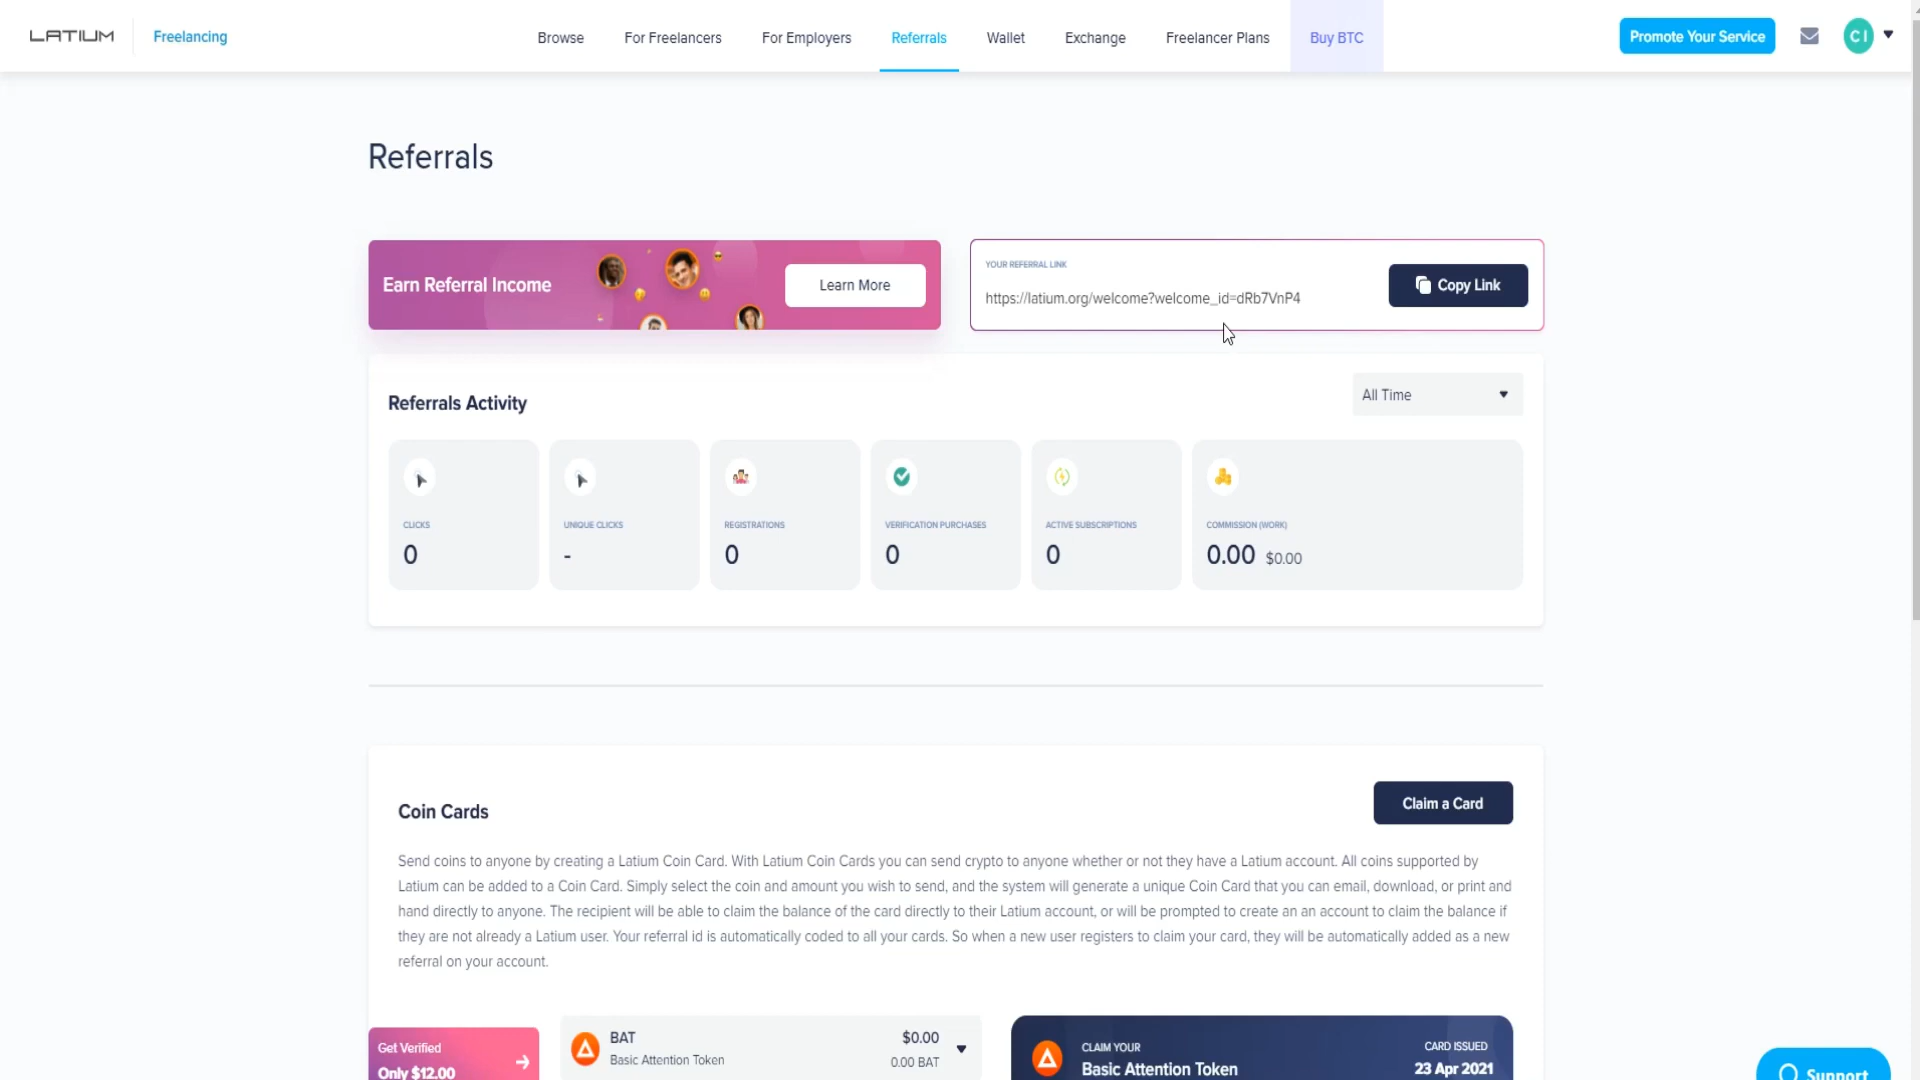 LATIUM Freelancing Browse For Freelancers For Employers Referrals Wallet Exchange Freelancer Plans Buy BTC Promote Your Service CI
Referrals
Earn Referral Income Learn More
YOUR REFERRAL LINK
https://latium.org/welcome?welcome_id=dRb7VnP4 Copy Link
Referrals Activity All Time
CLICKS UNIQUE CLICKS REGISTRATIONS VERIFICATION PURCHASES ACTIVE SUBSCRIPTIONS COMMISSION (WORK)
0 - 0 0 0 0.00 $0.00
Coin Cards Claim a Card
Send coins to anyone by creating a Latium Coin Card. With Latium Coin Cards you can send crypto to anyone whether or not they have a Latium account. All coins supported by
Latium can be added to a Coin Card. Simply select the coin and amount you wish to send, and the system will generate a unique Coin Card that you can email, download, or print and
hand directly to anyone. The recipient will be able to claim the balance of the card directly to their Latium account, or will be prompted to create an an account to claim the balance if
they are not already a Latium user. Your referral id is automatically coded to all your cards. So when a new user registers to claim your card, they will be automatically added as a new
referral on your account.
Get Verified
Only $12.00
BAT $0.00
Basic Attention Token 0.00 BAT
CLAIM YOUR CARD ISSUED
Basic Attention Token 23 Apr 2021
Support